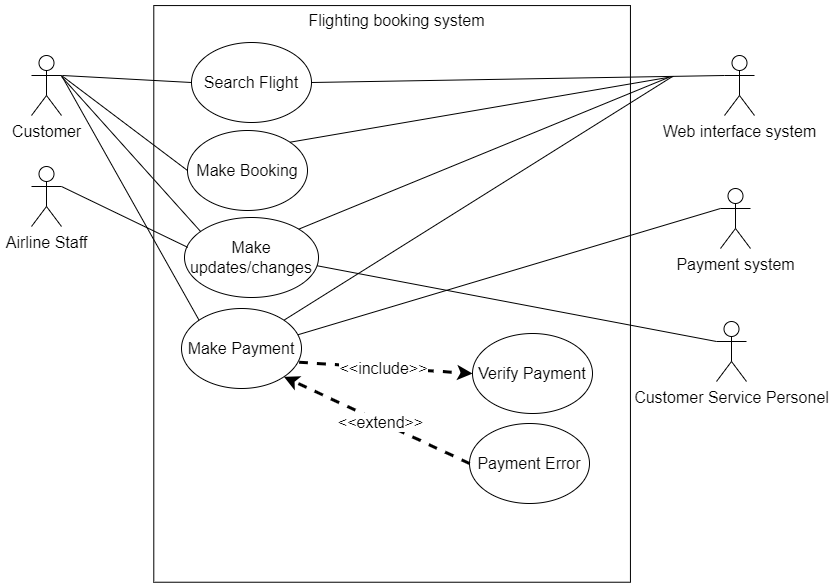 Flighting booking system
Search Flight
Customer
Web interface system
Make Booking
Airline Staff
Make
updates/changes
Payment system
Make Payment
<<include>>
Verify Payment
Customer Service Personel
<<extend>>
Payment Error